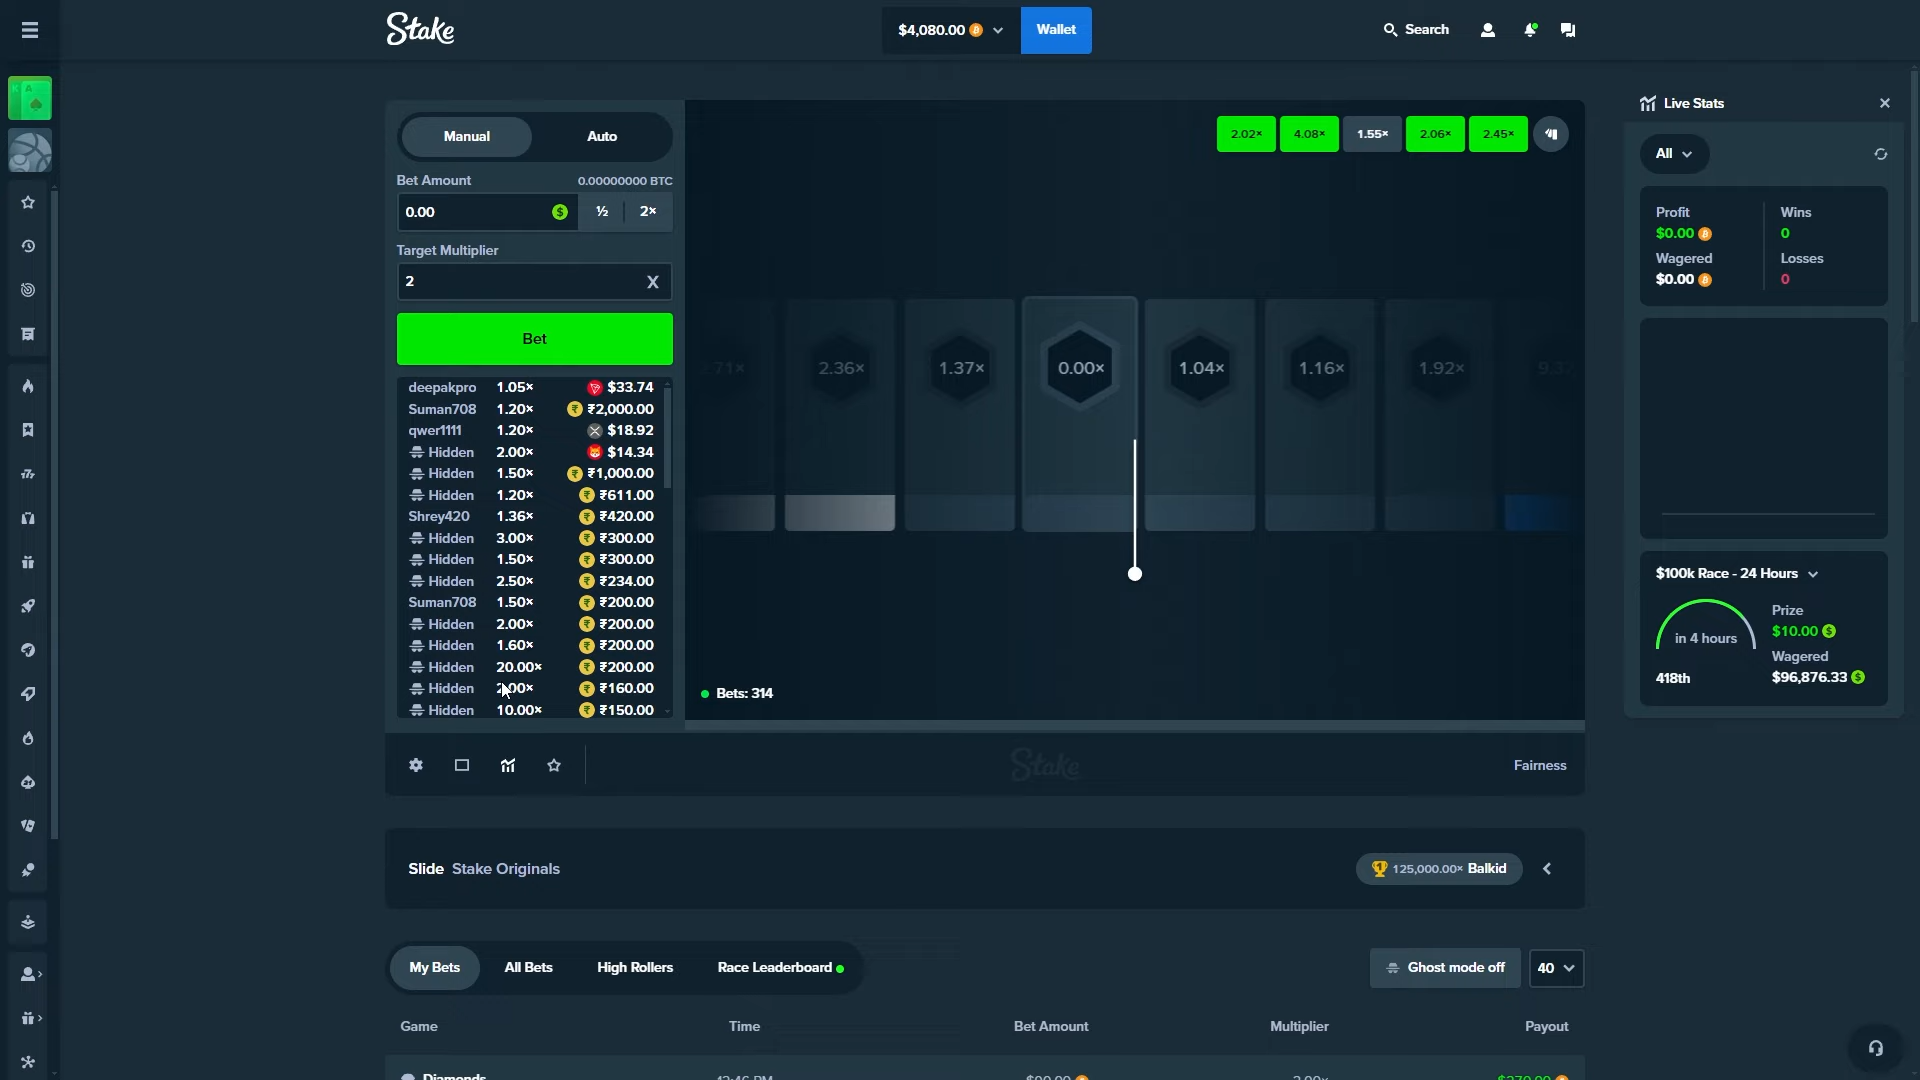 Stake
$4,080.00
Wallet
Search
Manual
Auto
Bet Amount
0.00000000 BTC
0.00
½
2×
Target Multiplier
2
X
Bet
deepakpro 1.05× $33.74
Suman708 1.20× ₹2,000.00
qwer1111 1.20× $18.92
Hidden 2.00× $14.34
Hidden 1.50× ₹1,000.00
Hidden 1.20× ₹611.00
Shrey420 1.36× ₹420.00
Hidden 3.00× ₹300.00
Hidden 1.50× ₹300.00
Hidden 2.50× ₹234.00
Suman708 1.50× ₹200.00
Hidden 2.00× ₹200.00
Hidden 1.60× ₹200.00
Hidden 20.00× ₹200.00
Hidden ₹160.00
Hidden 10.00× ₹150.00
2.02× 4.08× 1.55× 2.06× 2.45×
2.36× 1.37× 0.00× 1.04× 1.16× 1.92×
Bets: 314
Stake
Fairness
Live Stats
All
Profit
$0.00
Wins
0
Wagered
$0.00
Losses
0
$100k Race - 24 Hours
in 4 hours
418th
Prize
$10.00
Wagered
$96,876.33
Slide Stake Originals
125,000.00× Balkid
My Bets
All Bets
High Rollers
Race Leaderboard
Ghost mode off
40
Game Time Bet Amount Multiplier Payout
Diamonds